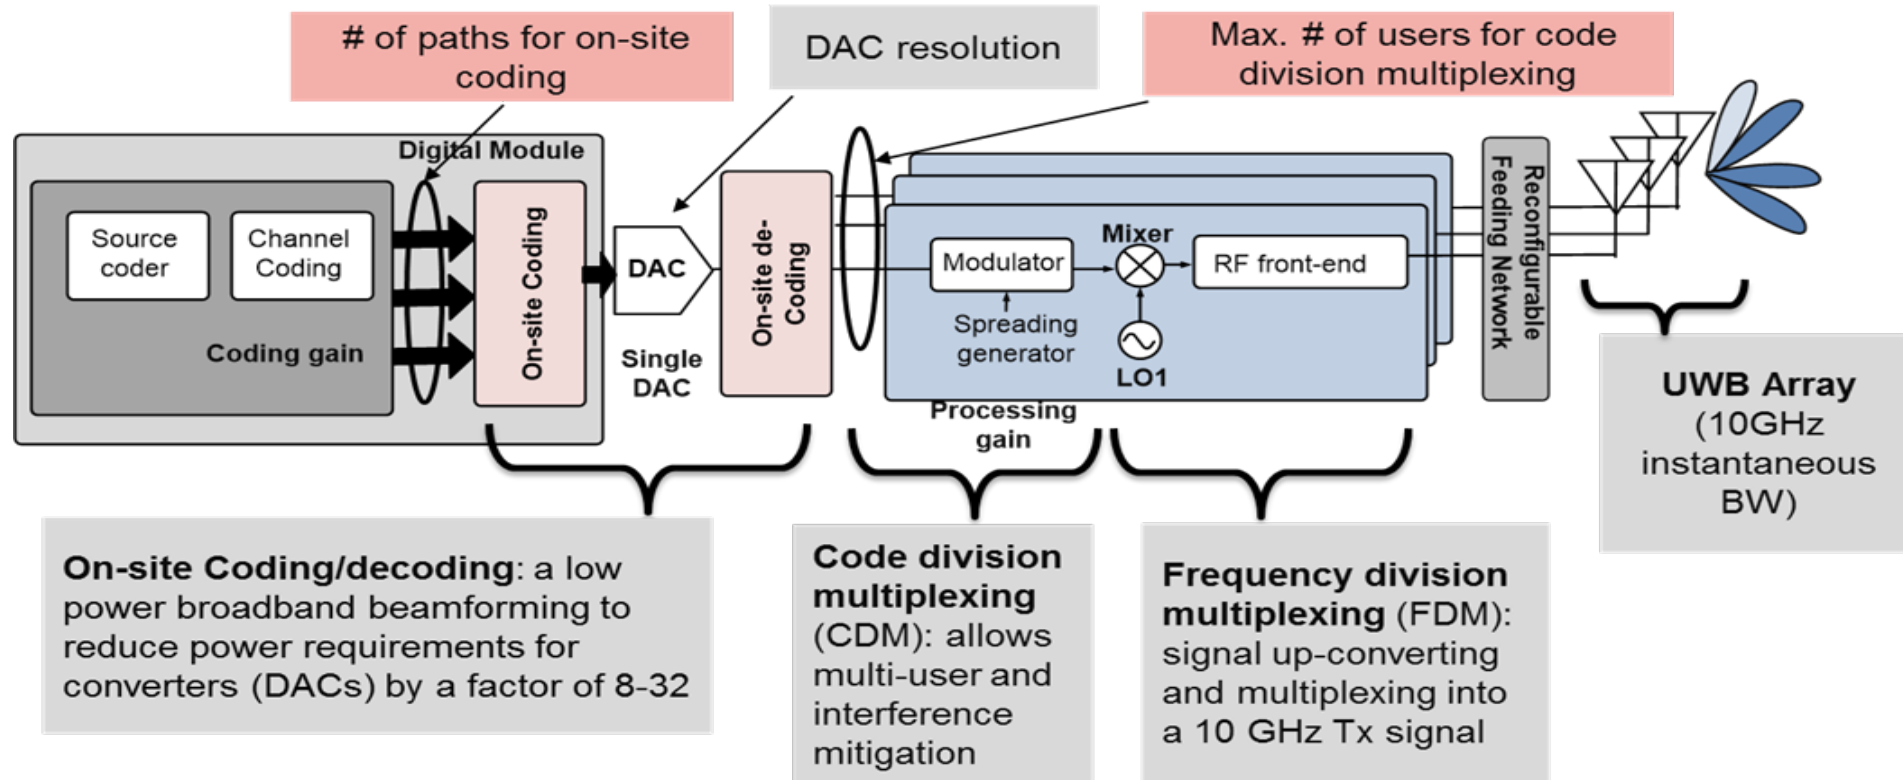 # of paths for on-site
coding
DAC resolution
Max. # of users for code
division multiplexing
Digital Module
Source
coder
Channel
Coding
Coding gain
On-site Coding
DAC
Single
DAC
On-site de-
Coding
Modulator
Spreading
generator
Mixer
LO1
RF front-end
Processing
gain
Reconfigurable
Feeding Network
UWB Array
(10GHz
instantaneous
BW)
On-site Coding/decoding: a low
power broadband beamforming to
reduce power requirements for
converters (DACs) by a factor of 8-32
Code division
multiplexing
(CDM): allows
multi-user and
interference
mitigation
Frequency division
multiplexing (FDM):
signal up-converting
and multiplexing into
a 10 GHz Tx signal